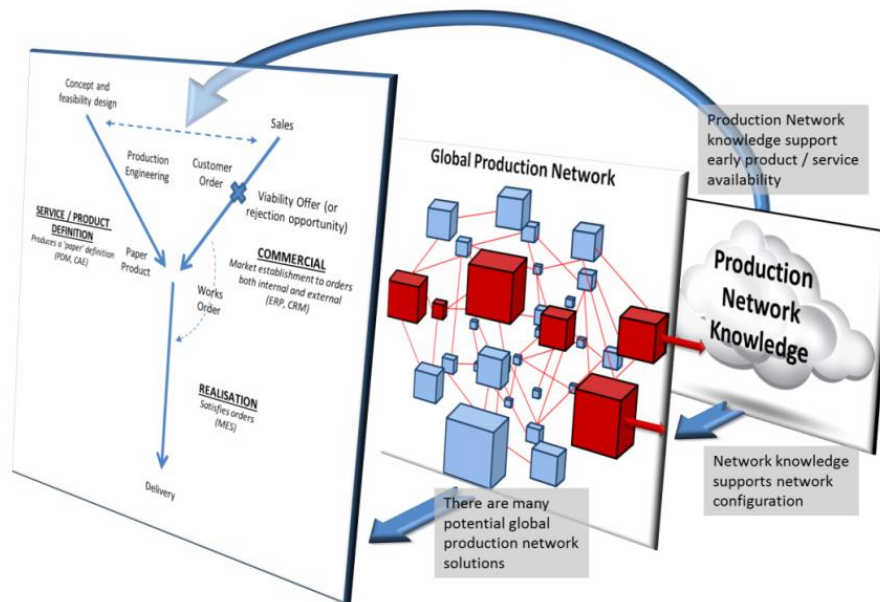 Concept and
feasibility design
Sales
Production
Engineering
Customer
Order
Viability Offer (or
rejection opportunity)
SERVICE / PRODUCT
DEFINITION
Produces a 'paper' definition
(PDM, CAE)
Paper
Product
COMMERCIAL
Market establishment to orders
both internal and external
(ERP, CRM)
Works
Order
REALISATION
Satisfies orders
(MES)
Delivery
Global Production Network
There are many
potential global
production network
solutions
Production Network
knowledge support
early product / service
availability
Production
Network
Knowledge
Network knowledge
supports network
configuration